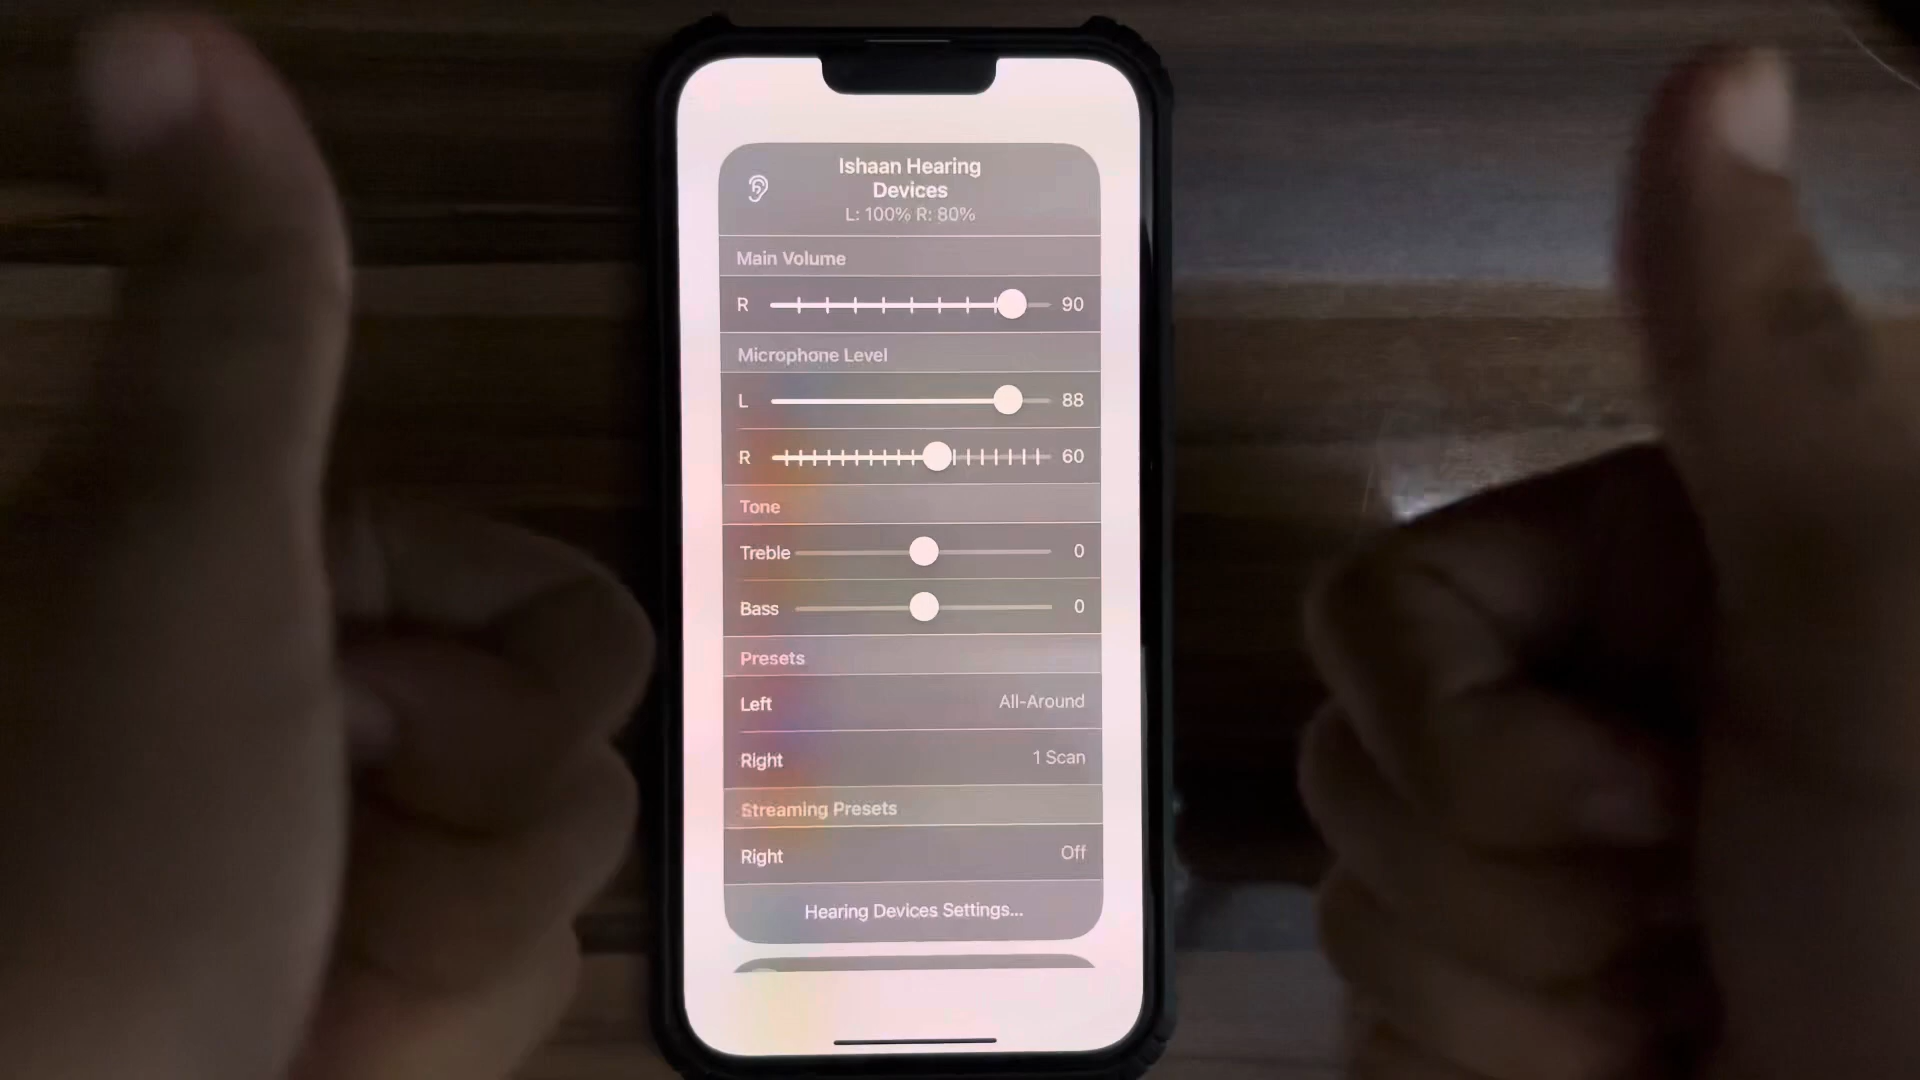 Ishaan Hearing
Devices
L: 100% R: 80%
Main Volume
R 90
Microphone Level
L 88
R 60
Tone
Treble 0
Bass 0
Presets
Left All-Around
Right 1 Scan
Streaming Presets
Right Off
Hearing Devices Settings...